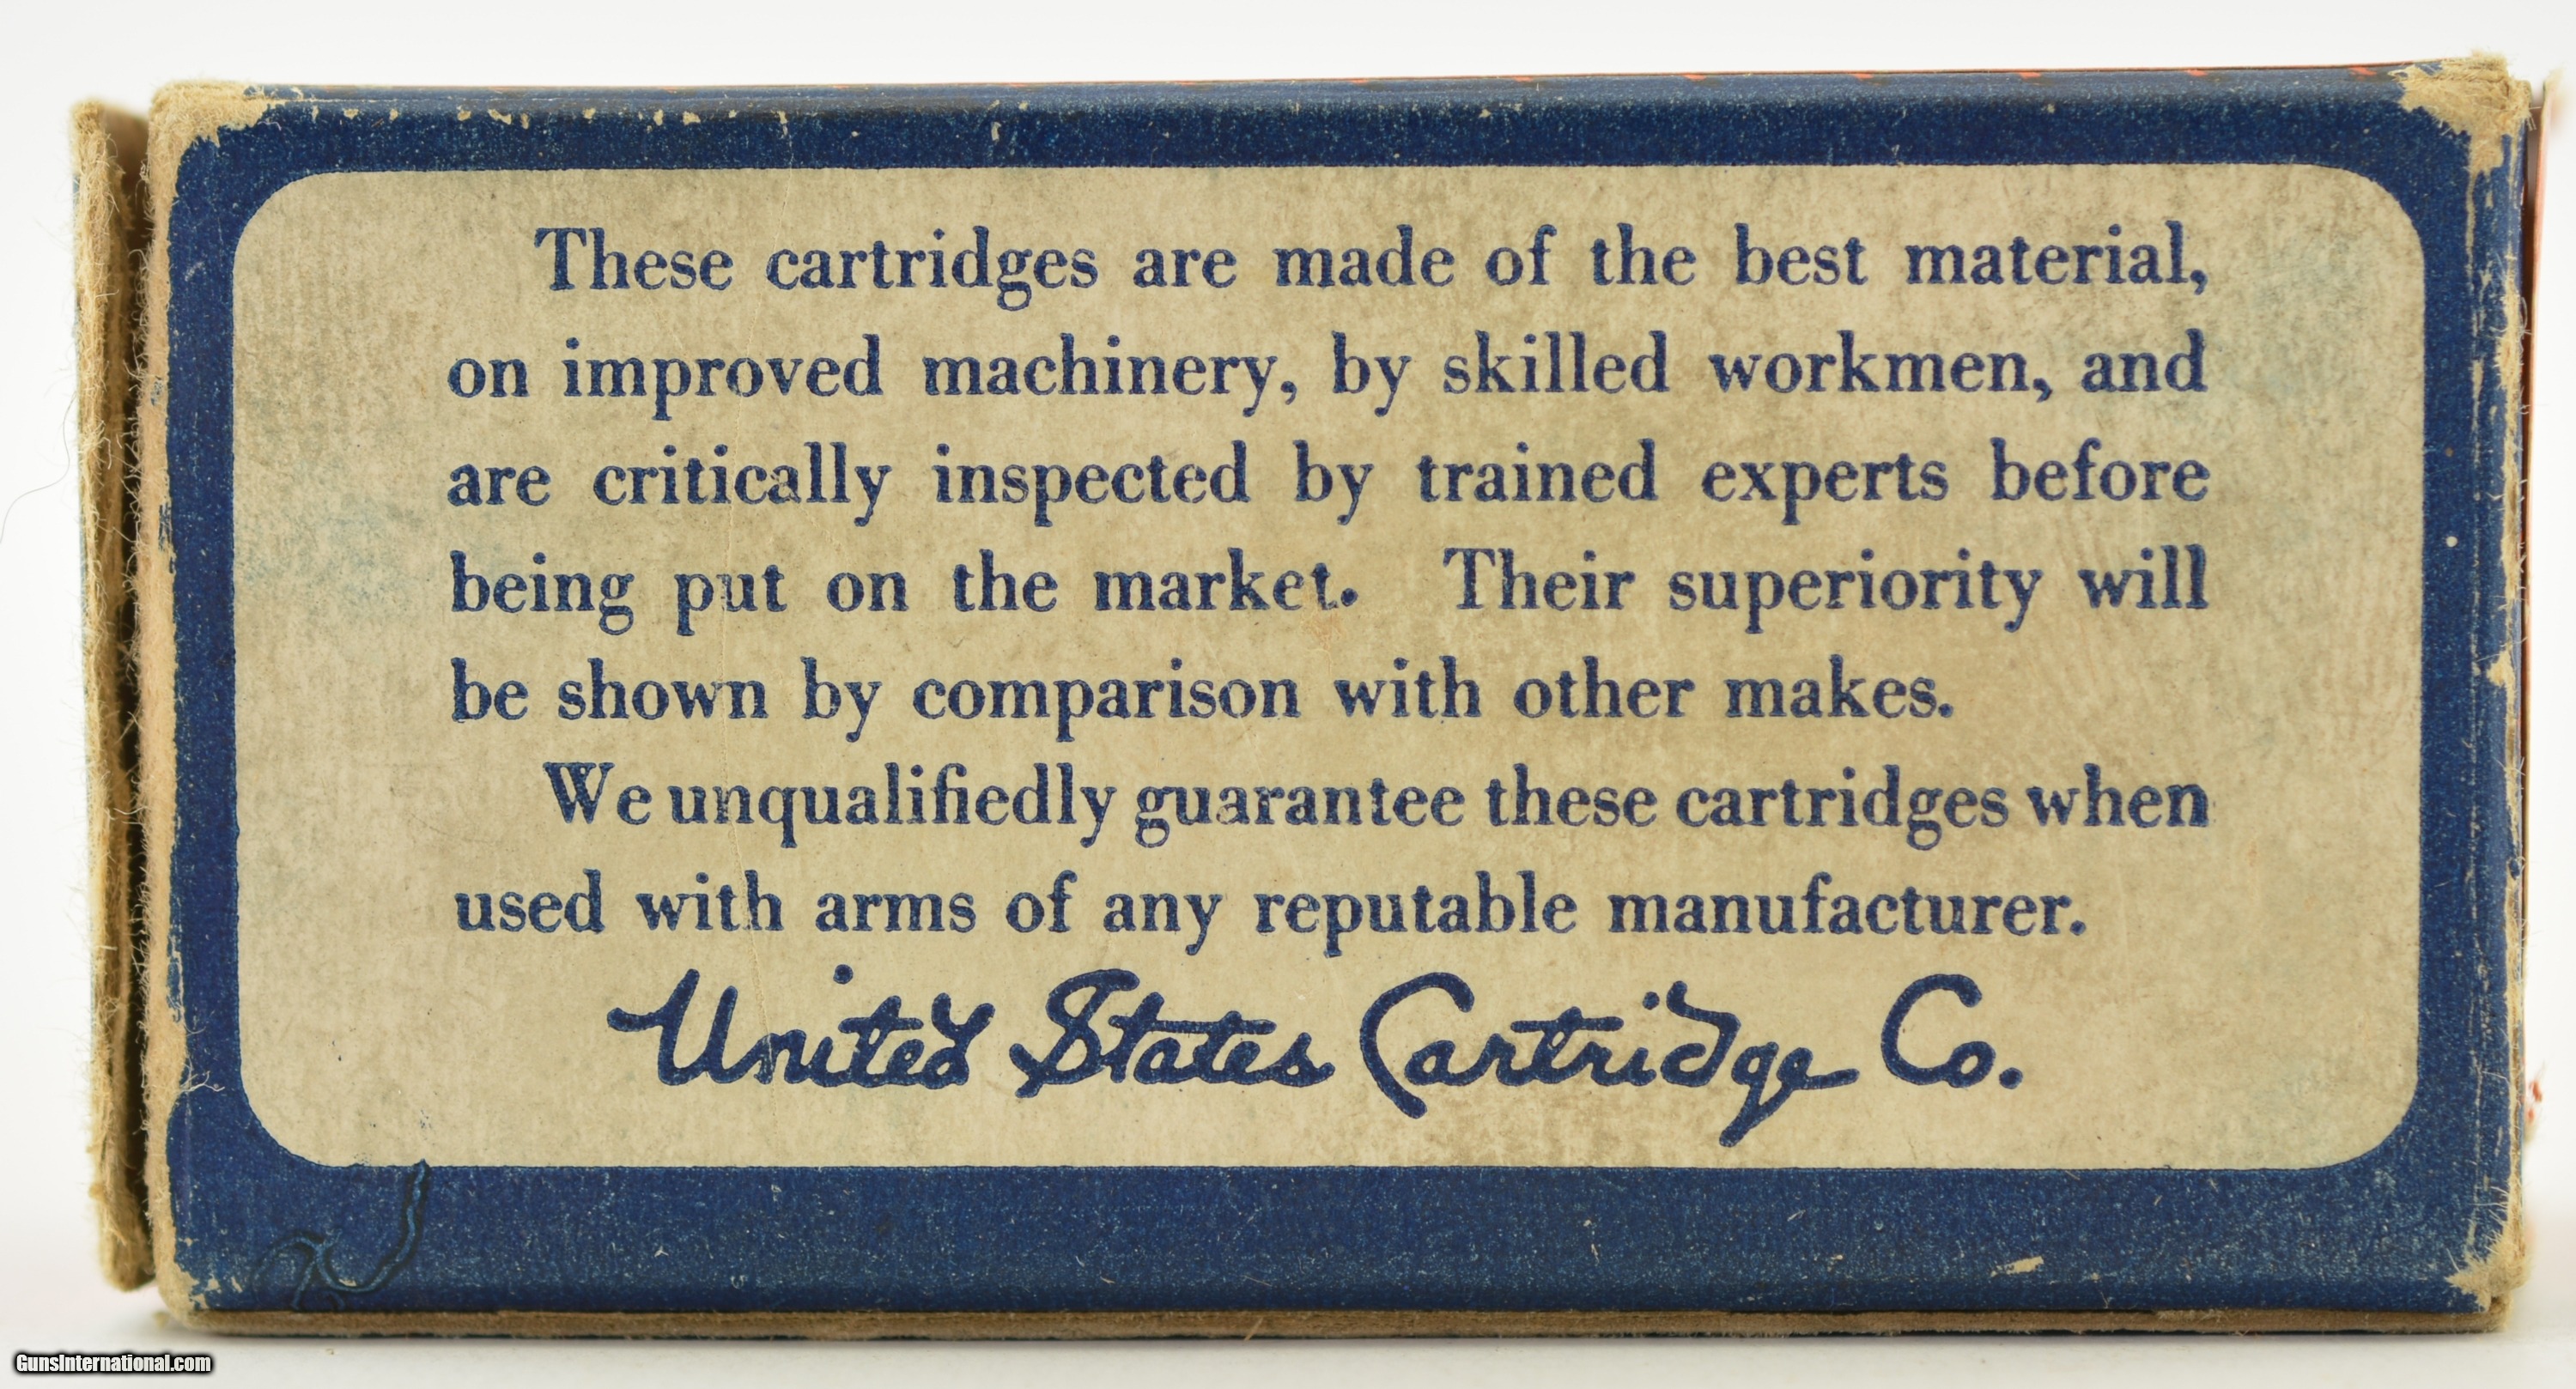 These cartridges are made of the best material,
on improved machinery, by skilled workmen, and
are critically inspected by trained experts before
being put on the market. Their superiority will
be shown by comparison with other makes.
We unqualifiedly guarantee these cartridges when
used with arms of any reputable manufacturer.
United States Cartridge Co.
GunsInternational.com